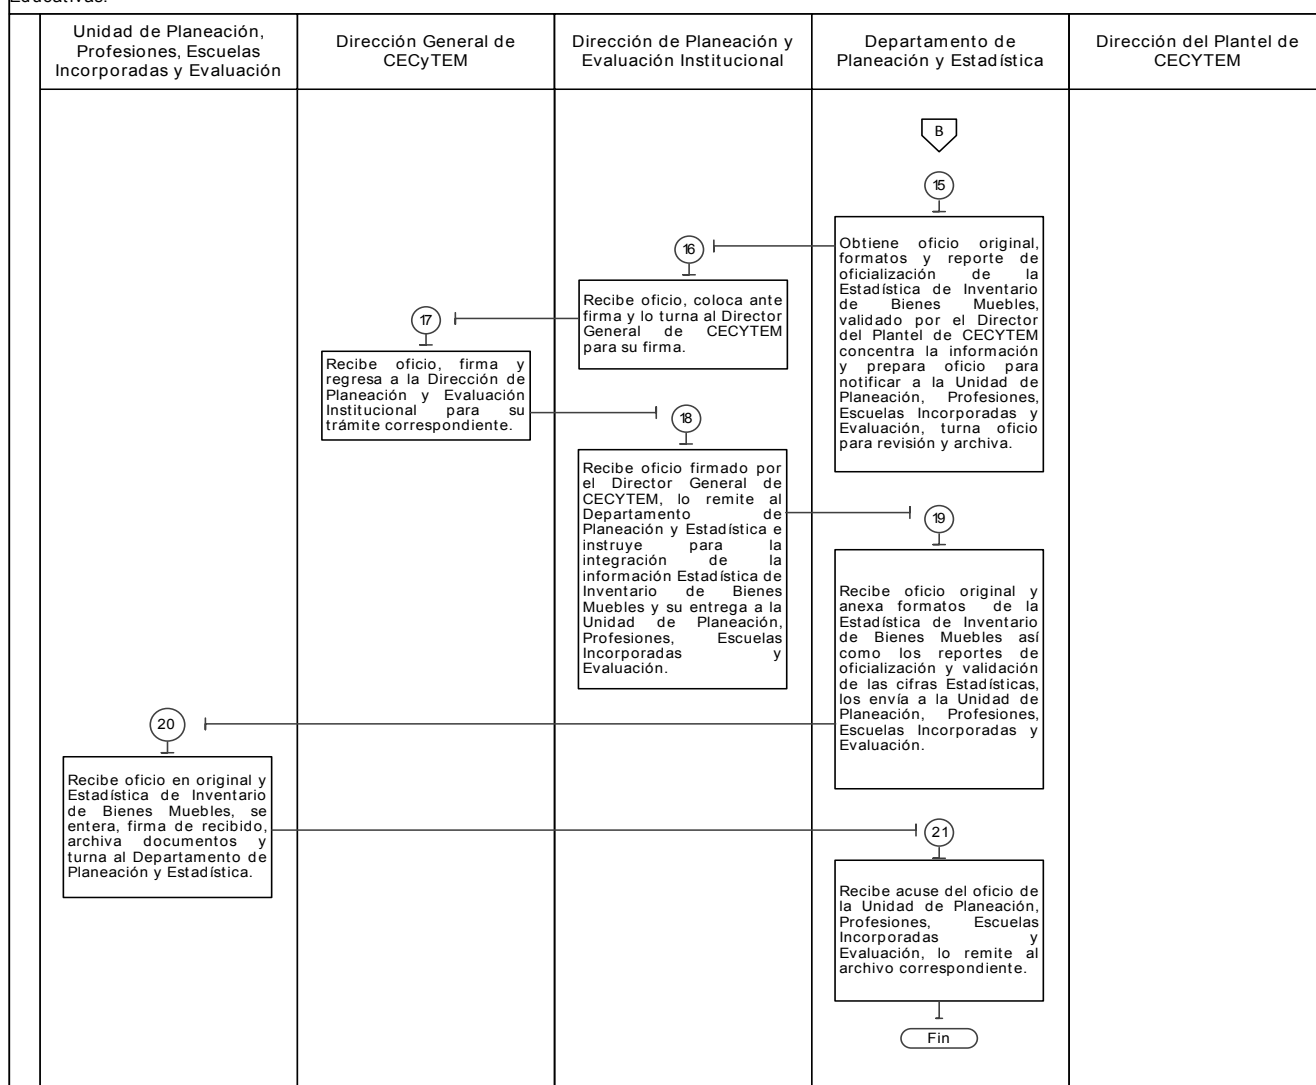 Educativas.
Unidad de Planeación,
Profesiones, Escuelas
Incorporadas y Evaluación
Dirección General de
CECyTEM
Dirección de Planeación y
Evaluación Institucional
Departamento de
Planeación y Estadística
Dirección del Plantel de
CECYTEM
B
15
Obtiene oficio original,
formatos y reporte de
oficialización de la
Estadística de Inventario
de Bienes Muebles,
validado por el Director
del Plantel de CECYTEM
concentra la información
y prepara oficio para
notificar a la Unidad de
Planeación, Profesiones,
Escuelas Incorporadas y
Evaluación, turna oficio
para revisión y archiva.
16
Recibe oficio, coloca ante
firma y lo turna al Director
General de CECYTEM
para su firma.
17
Recibe oficio, firma y
regresa a la Dirección de
Planeación y Evaluación
Institucional para su
trámite correspondiente.
18
Recibe oficio firmado por
el Director General de
CECYTEM, lo remite al
Departamento de
Planeación y Estadística e
instruye para la
integración de la
información Estadística de
Inventario de Bienes
Muebles y su entrega a la
Unidad de Planeación,
Profesiones, Escuelas
Incorporadas y
Evaluación.
19
Recibe oficio original y
anexa formatos de la
Estadística de Inventario
de Bienes Muebles así
como los reportes de
oficialización y validación
de las cifras Estadísticas,
los envía a la Unidad de
Planeación, Profesiones,
Escuelas Incorporadas y
Evaluación.
20
Recibe oficio en original y
Estadística de Inventario
de Bienes Muebles, se
entera, firma de recibido,
archiva documentos y
turna al Departamento de
Planeación y Estadística.
21
Recibe acuse del oficio de
la Unidad de Planeación,
Profesiones, Escuelas
Incorporadas y
Evaluación, lo remite al
archivo correspondiente.
Fin